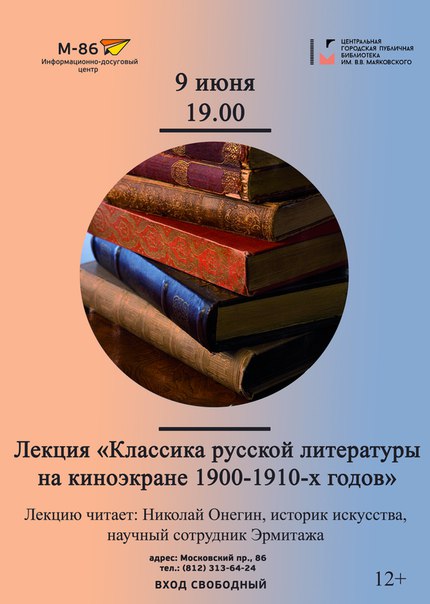 М-86
Информационно-досуговый
центр
ЦЕНТРАЛЬНАЯ
ГОРОДСКАЯ ПУБЛИЧНАЯ
БИБЛИОТЕКА
ИМ. В.В. МАЯКОВСКОГО
9 июня
19.00
Лекция «Классика русской литературы
на киноэкране 1900-1910-х годов»
Лекцию читает: Николай Онегин, историк искусства,
научный сотрудник Эрмитажа
адрес: Московский пр., 86
тел.: (812) 313-64-24
ВХОД СВОБОДНЫЙ
12+